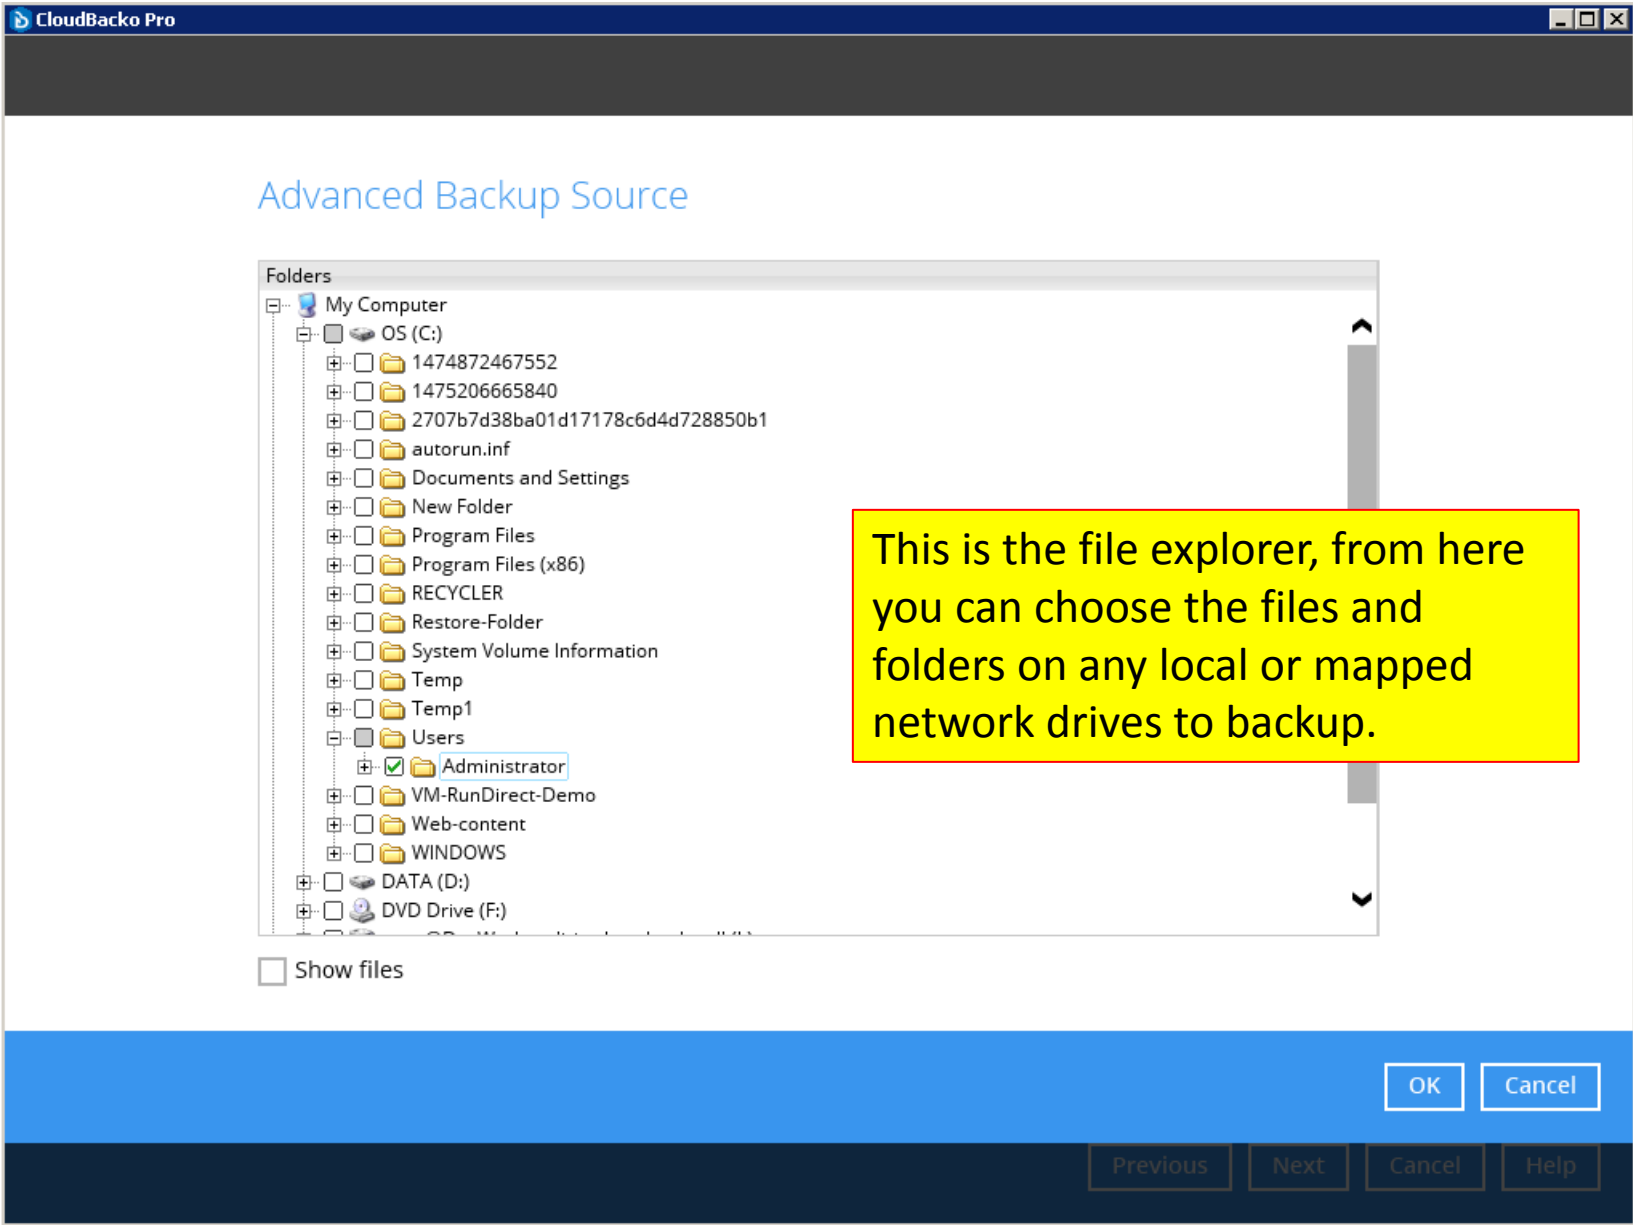 CloudBacko Pro
Advanced Backup Source
Folders
My Computer
OS (C:)
1474872467552
1475206665840
2707b7d38ba01d17178c6d4d728850b1
autorun.inf
Documents and Settings
New Folder
Program Files
Program Files (x86)
RECYCLER
Restore-Folder
System Volume Information
Temp
Temp1
Users
Administrator
VM-RunDirect-Demo
Web-content
WINDOWS
DATA (D:)
DVD Drive (F:)
This is the file explorer, from here
you can choose the files and
folders on any local or mapped
network drives to backup.
Show files
OK Cancel
Previous Next Cancel Help